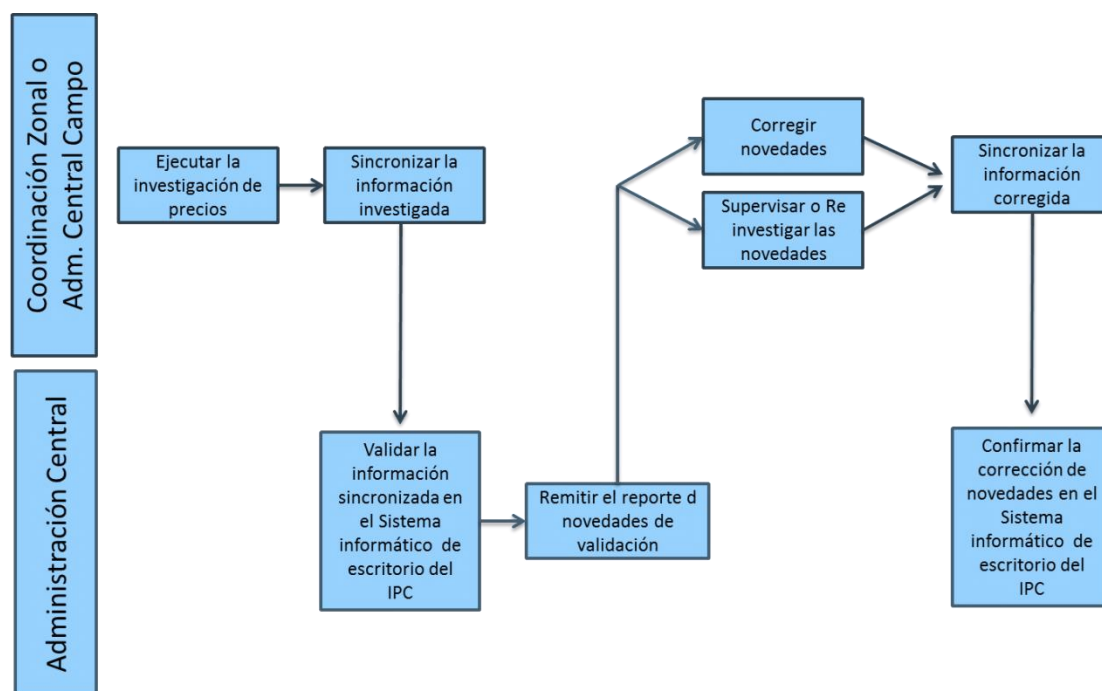 Coordinación Zonal o
Adm. Central Campo
Ejecutar la
investigación de
precios
Sincronizar la
información
investigada
Corregir
novedades
Supervisar o Re
investigar las
novedades
Sincronizar la
información
corregida
Administración Central
Validar la
información
sincronizada en
el Sistema
informático de
escritorio del
IPC
Remitir el reporte d
novedades de
validación
Confirmar la
corrección de
novedades en el
Sistema
informático de
escritorio del
IPC